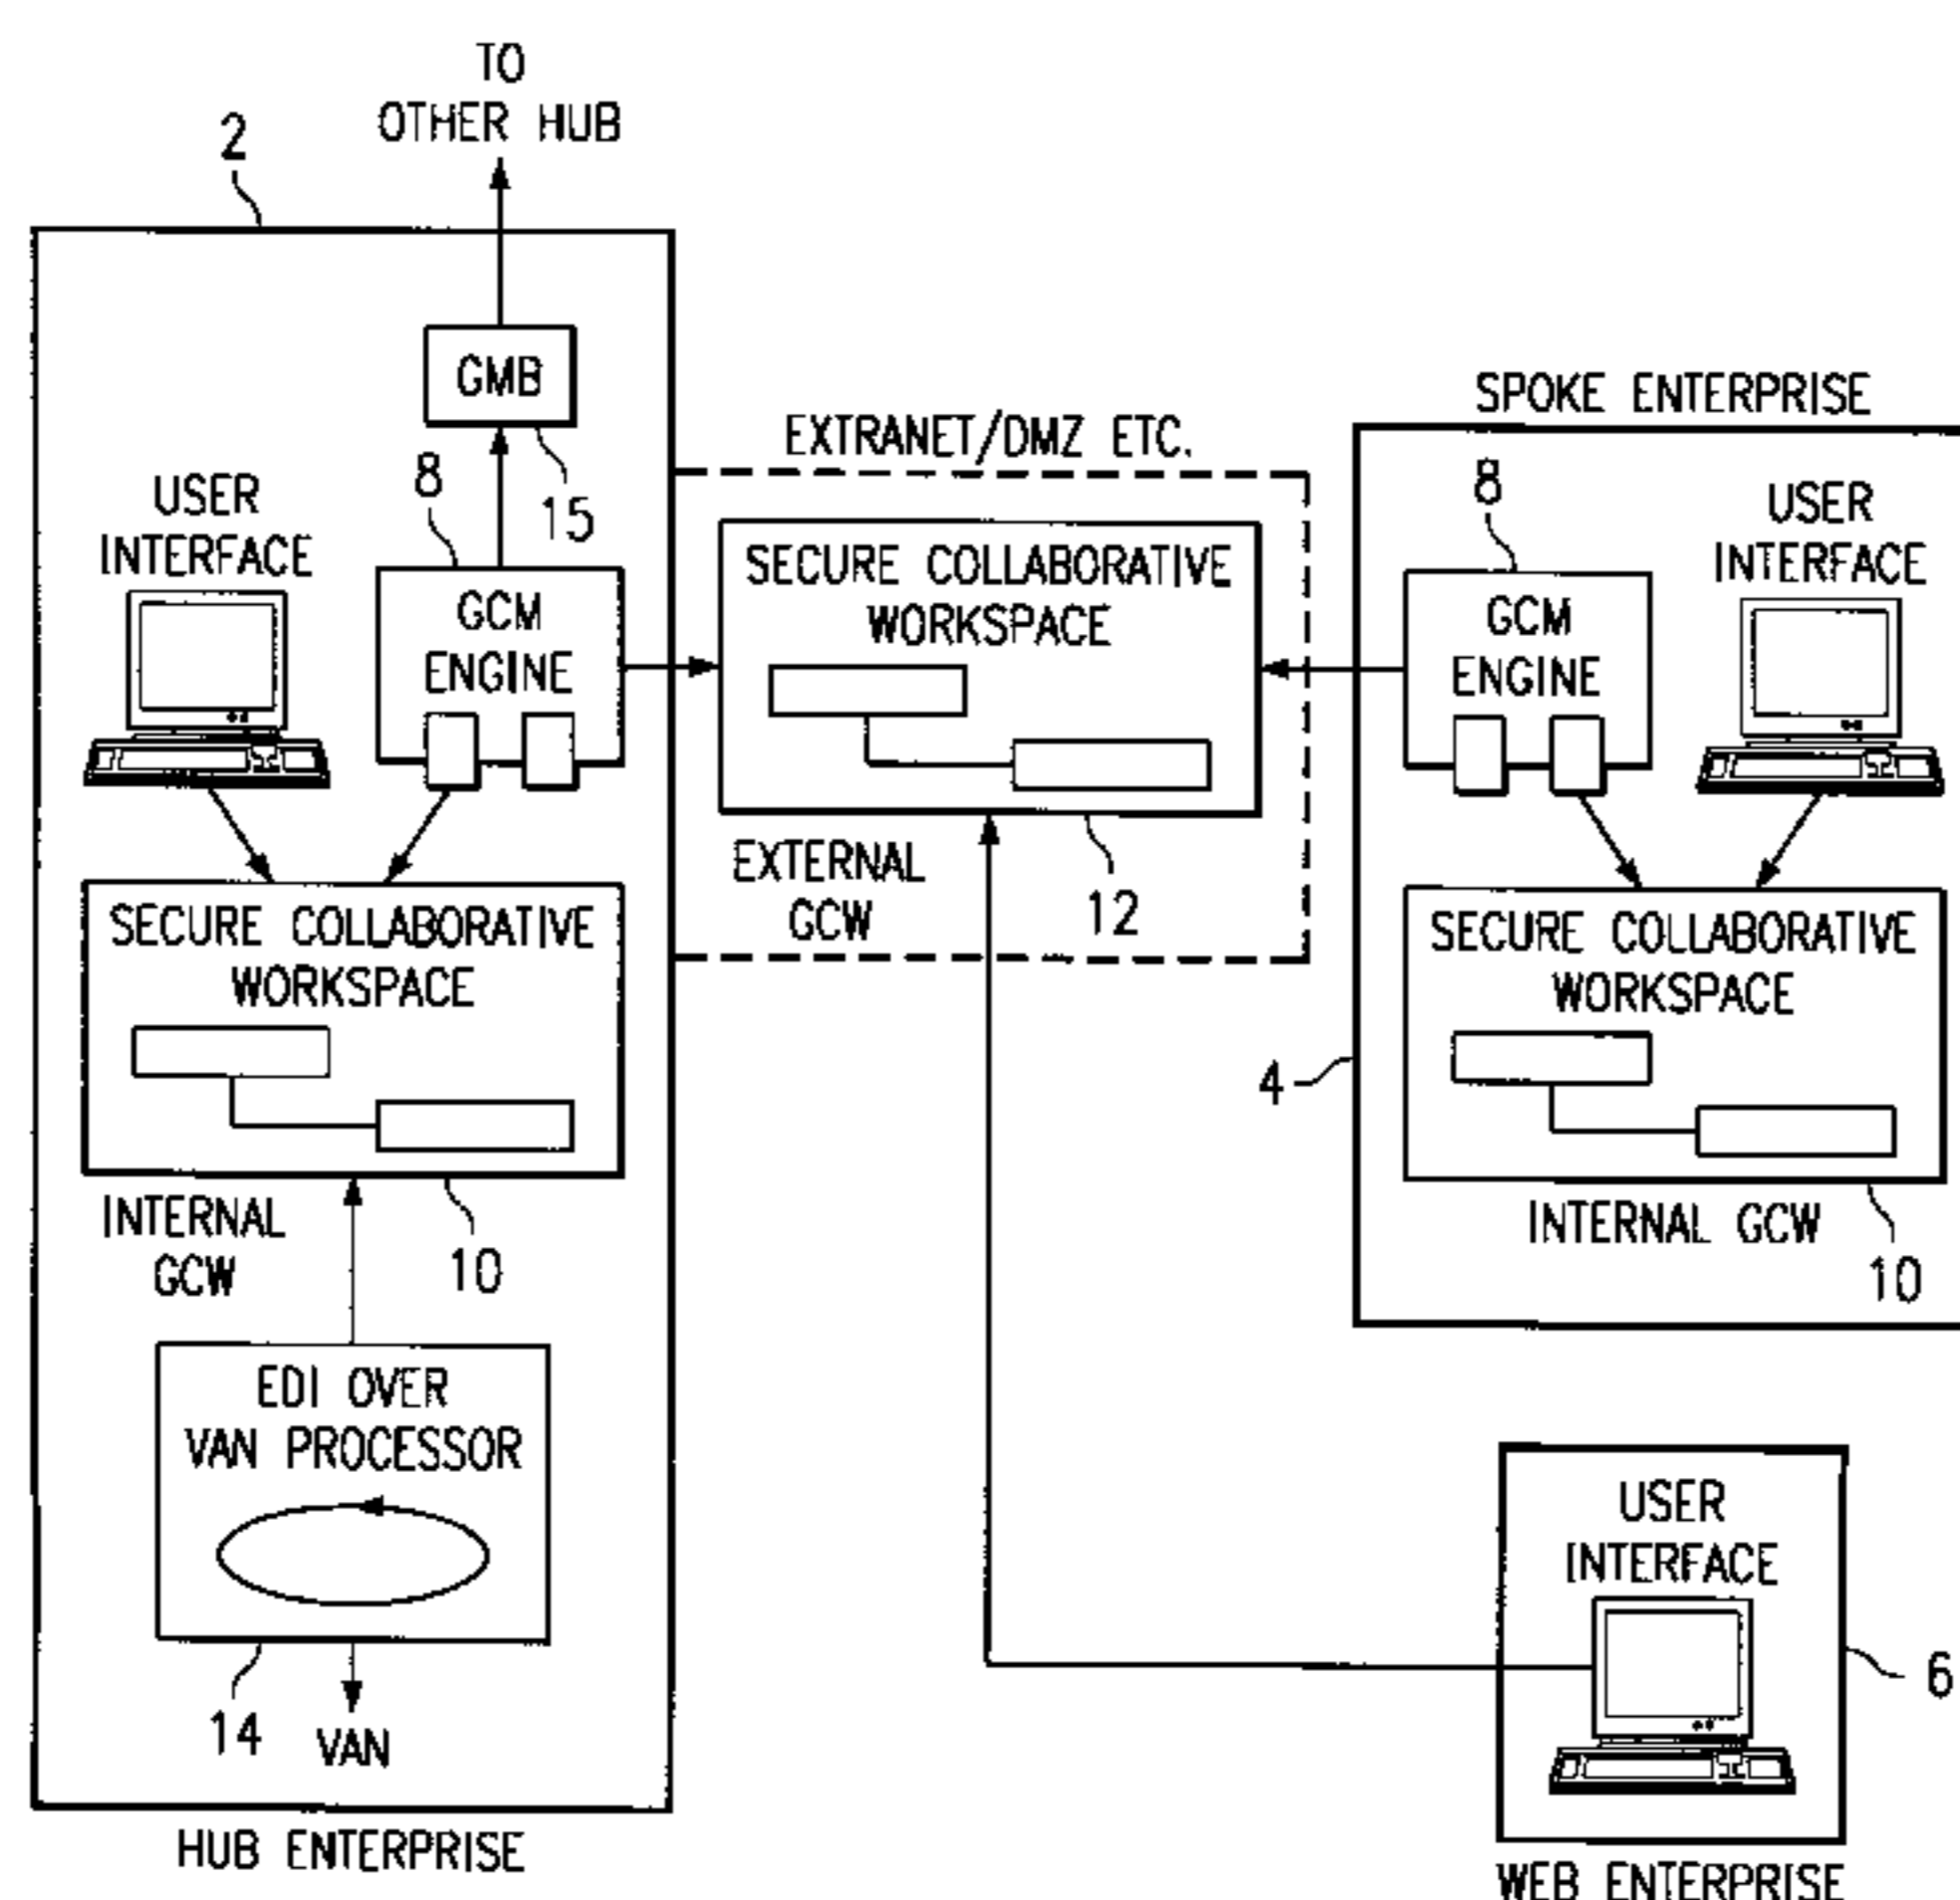 TO
OTHER HUB
2
GMB
15
8
USER
INTERFACE
GCM
ENGINE
SECURE COLLABORATIVE
WORKSPACE
INTERNAL
GCW
10
EDI OVER
VAN PROCESSOR
14
VAN
HUB ENTERPRISE
EXTRANET/DMZ ETC.
SECURE COLLABORATIVE
WORKSPACE
EXTERNAL
GCW
12
SPOKE ENTERPRISE
8
GCM
ENGINE
USER
INTERFACE
SECURE COLLABORATIVE
WORKSPACE
4
INTERNAL GCW
10
USER
INTERFACE
6
WEB ENTERPRISE